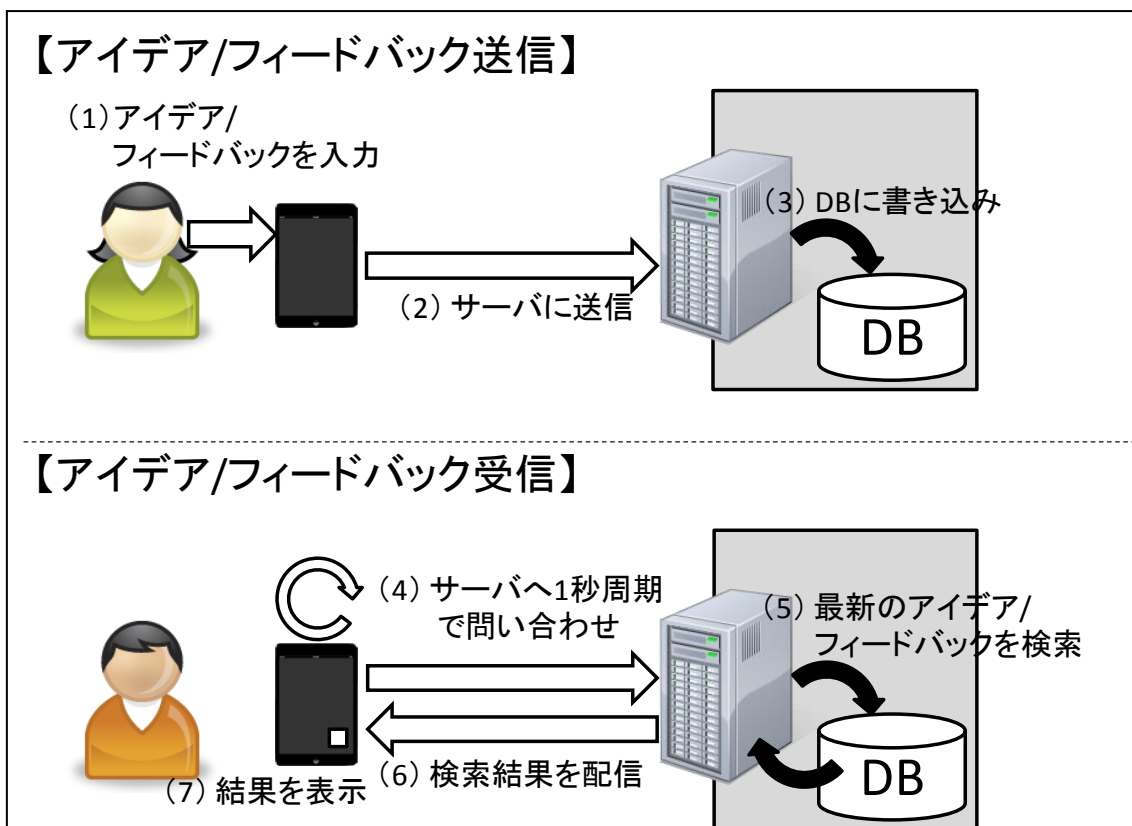 【アイデア/フィードバック送信】
（1）アイデア/
フィードバックを入力
（2）サーバに送信
（3）DBに書き込み
DB
【アイデア/フィードバック受信】
（4）サーバへ1秒周期
で問い合わせ
（5）最新のアイデア/
フィードバックを検索
DB
（6）検索結果を配信
（7）結果を表示